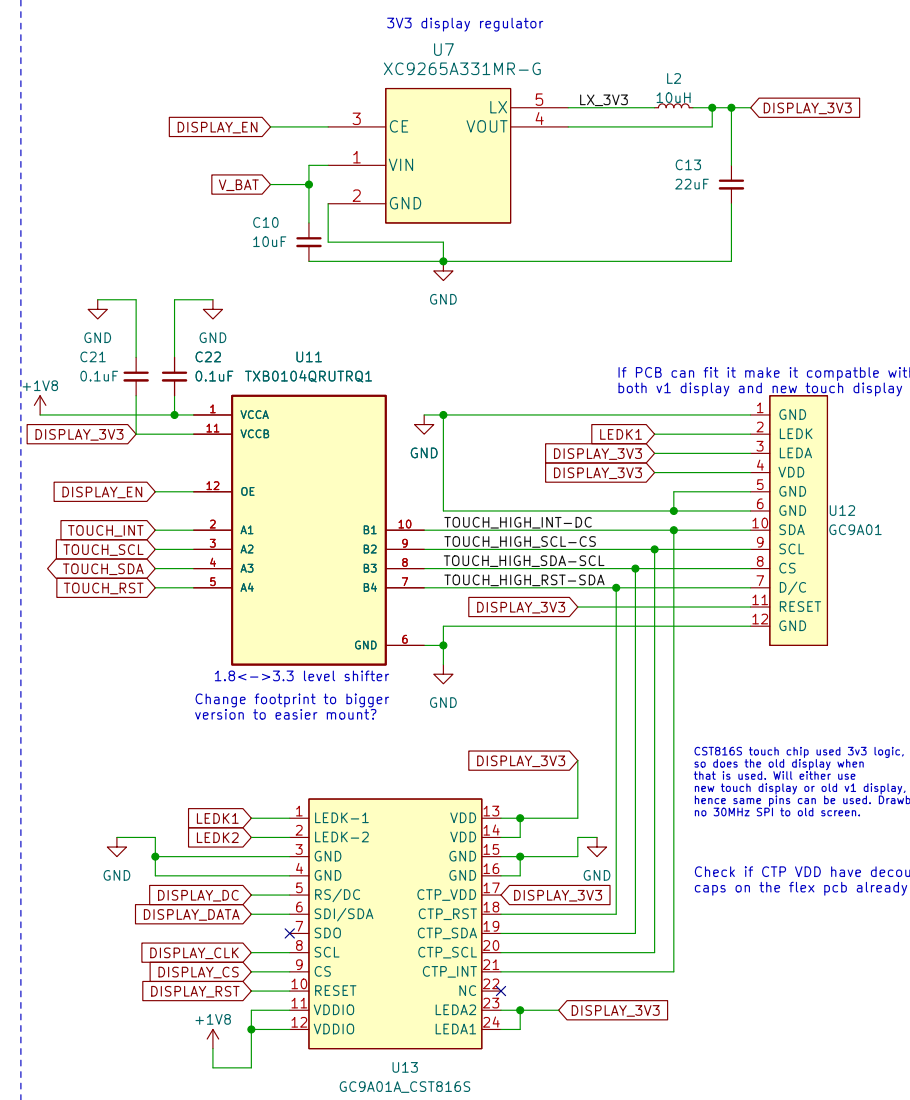 3V3 display regulator
U7
XC9265A331MR-G
DISPLAY_EN
3
CE
1
VIN
V_BAT
2
GND
C10
10uF
LX
5
LX_3V3
VOUT
4
L2
10uH
DISPLAY_3V3
C13
22uF
GND
GND
GND
C21
0.1uF
C22
0.1uF
U11
TXB0104QRUTRQ1
+1V8
1
VCCA
DISPLAY_3V3
11
VCCB
DISPLAY_EN
12
OE
TOUCH_INT
2
A1
TOUCH_SCL
3
A2
TOUCH_SDA
4
A3
TOUCH_RST
5
A4
B1
10
TOUCH_HIGH_INT-DC
B2
9
TOUCH_HIGH_SCL-CS
B3
8
TOUCH_HIGH_SDA-SCL
B4
7
TOUCH_HIGH_RST-SDA
GND
6
GND
1.8<->3.3 level shifter
Change footprint to bigger
version to easier mount?
If PCB can fit it make it compatble wit
both v1 display and new touch display
GND
LEDK1
DISPLAY_3V3
DISPLAY_3V3
DISPLAY_3V3
1
GND
2
LEDK
3
LEDA
4
VDD
5
GND
6
GND
10
SDA
9
SCL
8
CS
7
D/C
11
RESET
12
GND
U12
GC9A01
CST816S touch chip used 3v3 logic,
so does the old display when
that is used. Will either use
new touch display or old v1 display,
hence same pins can be used. Drawb
no 30MHz SPI to old screen.
Check if CTP VDD have decou
caps on the flex pcb already
DISPLAY_3V3
LEDK1
1
LEDK-1
LEDK2
2
LEDK-2
GND
3
GND
4
GND
DISPLAY_DC
5
RS/DC
DISPLAY_DATA
6
SDI/SDA
7
SDO
DISPLAY_CLK
8
SCL
DISPLAY_CS
9
CS
DISPLAY_RST
10
RESET
11
VDDIO
+1V8
12
VDDIO
VDD
13
VDD
14
GND
15
GND
16
GND
CTP_VDD
17
DISPLAY_3V3
CTP_RST
18
CTP_SDA
19
CTP_SCL
20
CTP_INT
21
NC
22
LEDA2
23
DISPLAY_3V3
LEDA1
24
U13
GC9A01A_CST816S